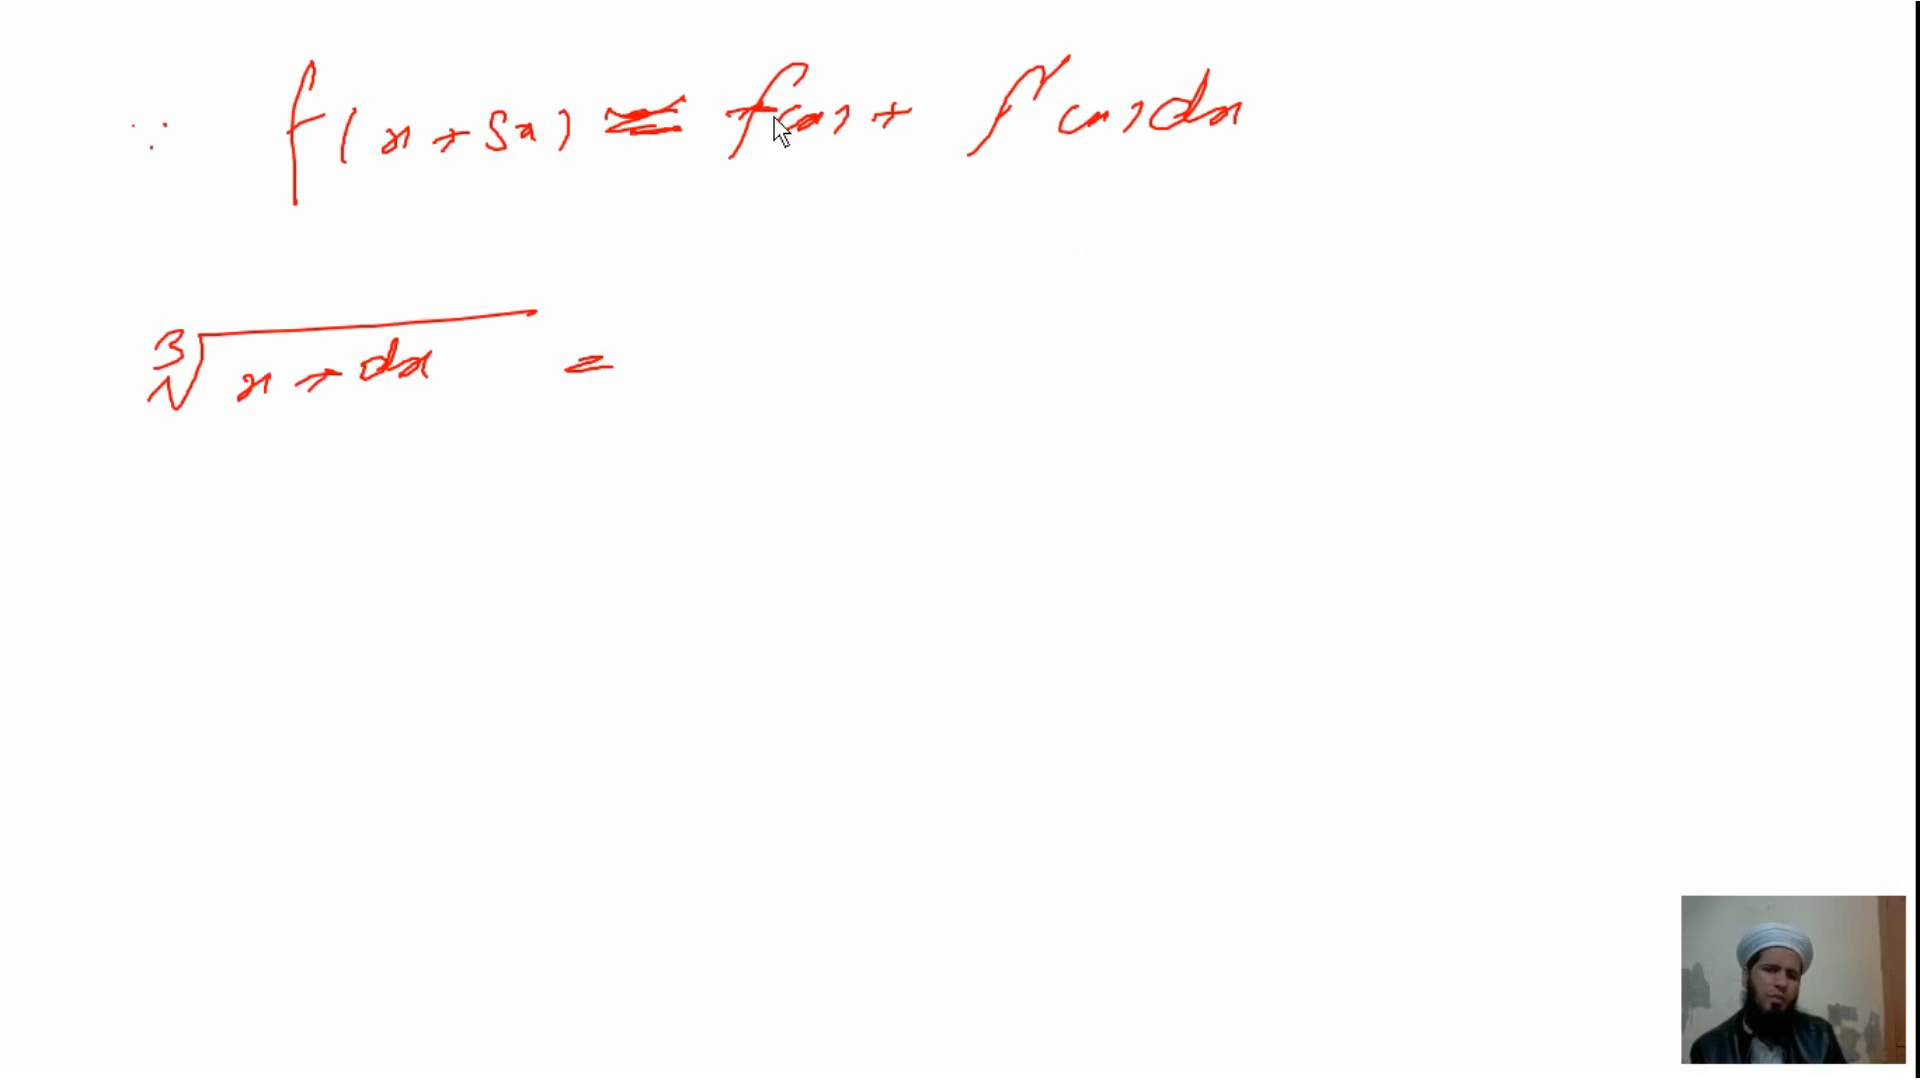 ∵ f(x + δx) ≈ f(x) + f'(x) dx
∛(x + dx) =